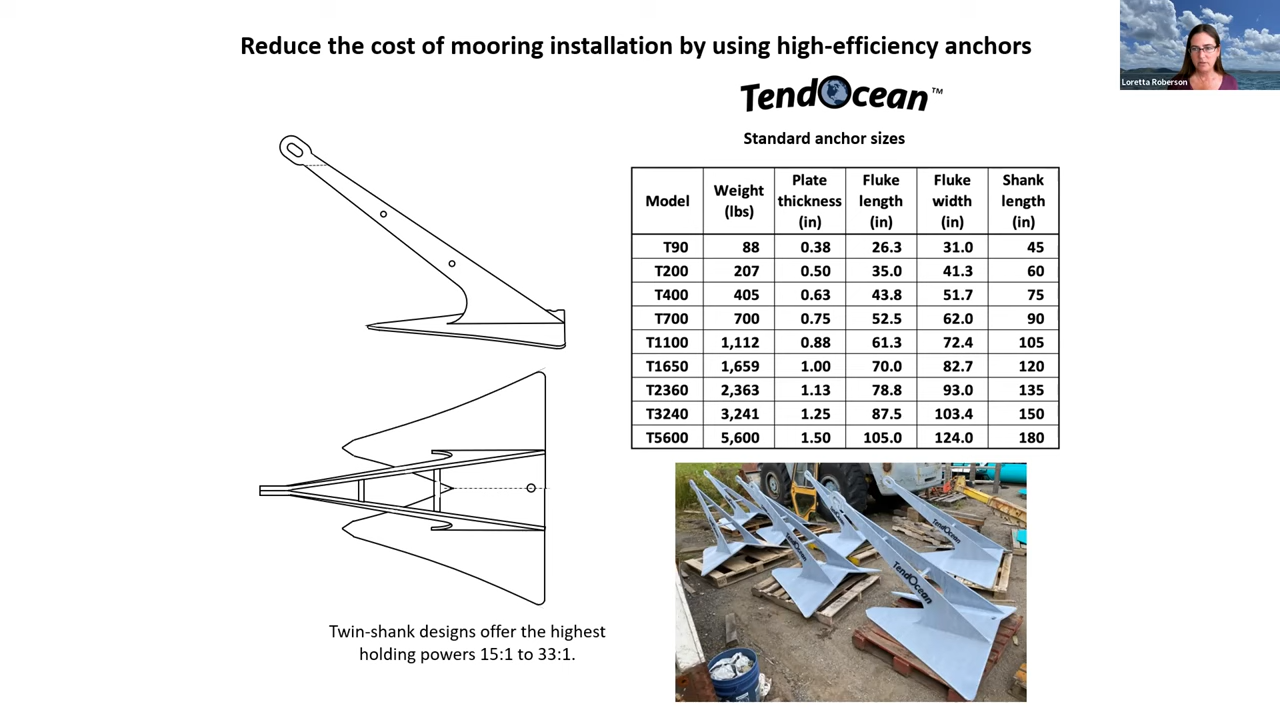 Reduce the cost of mooring installation by using high-efficiency anchors
Loretta Roberson
TendOcean™
Standard anchor sizes
Model Weight (lbs) Plate thickness (in) Fluke length (in) Fluke width (in) Shank length (in)
T90 88 0.38 26.3 31.0 45
T200 207 0.50 35.0 41.3 60
T400 405 0.63 43.8 51.7 75
T700 700 0.75 52.5 62.0 90
T1100 1,112 0.88 61.3 72.4 105
T1650 1,659 1.00 70.0 82.7 120
T2360 2,363 1.13 78.8 93.0 135
T3240 3,241 1.25 87.5 103.4 150
T5600 5,600 1.50 105.0 124.0 180
TendOcean
TendOcean
TendOcean
Twin-shank designs offer the highest
holding powers 15:1 to 33:1.